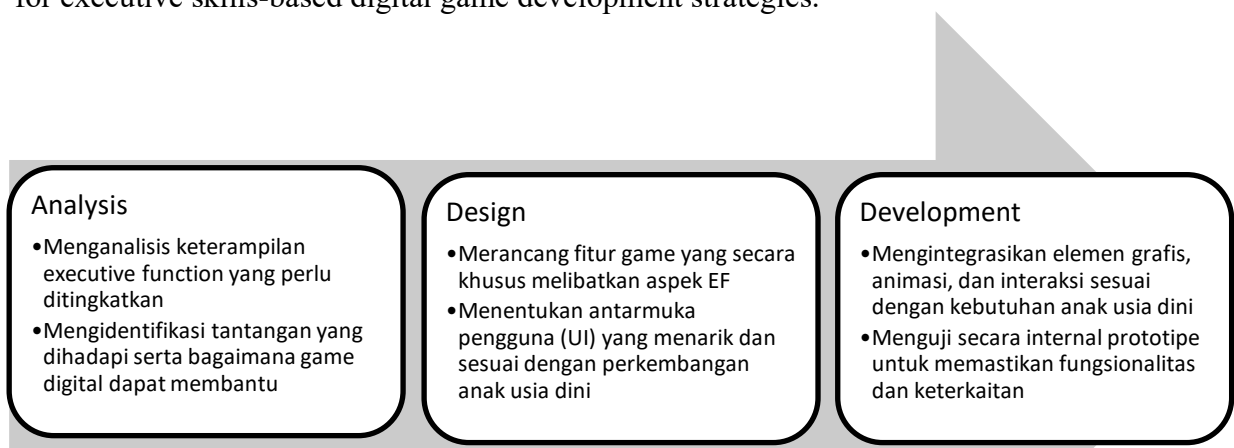 for executive skills-based digital game development strategies.
Analysis
•Menganalisis keterampilan
executive function yang perlu
ditingkatkan
•Mengidentifikasi tantangan yang
dihadapi serta bagaimana game
digital dapat membantu
Design
•Merancang fitur game yang secara
khusus melibatkan aspek EF
•Menentukan antarmuka
pengguna (UI) yang menarik dan
sesuai dengan perkembangan
anak usia dini
Development
•Mengintegrasikan elemen grafis,
animasi, dan interaksi sesuai
dengan kebutuhan anak usia dini
•Menguji secara internal prototipe
untuk memastikan fungsionalitas
dan keterkaitan